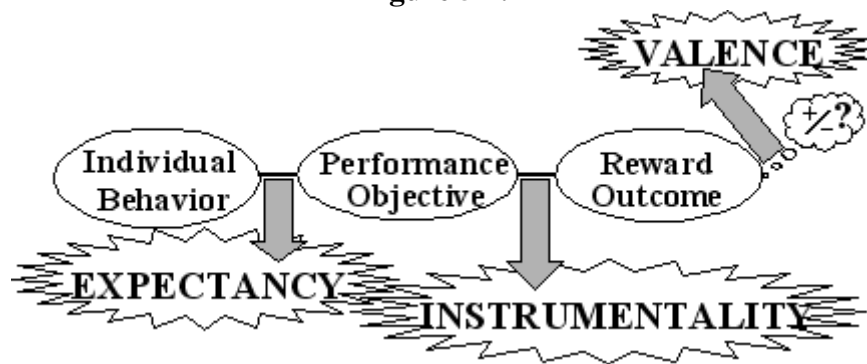 VALENCE
+/-?
Individual
Behavior
Performance
Objective
Reward
Outcome
EXPECTANCY
INSTRUMENTALITY